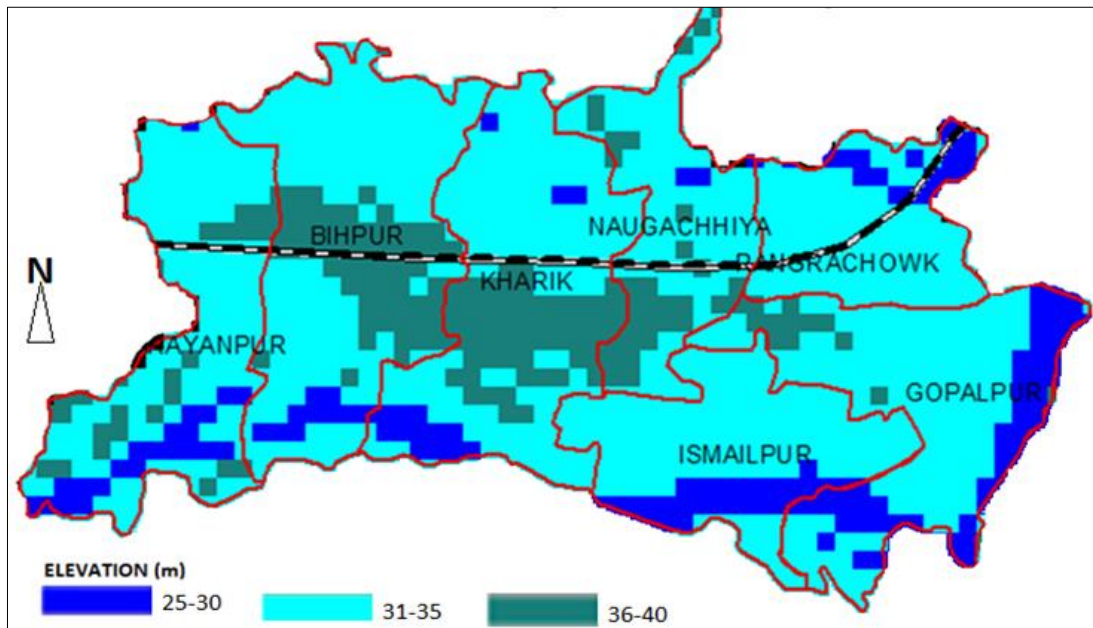 NAUGACHHIYA
BIHPUR
RANGRACHOWK
N
KHARIK
NAYANPUR
GOPALPUR
ISMAILPUR
ELEVATION (m)
25-30
31-35
36-40